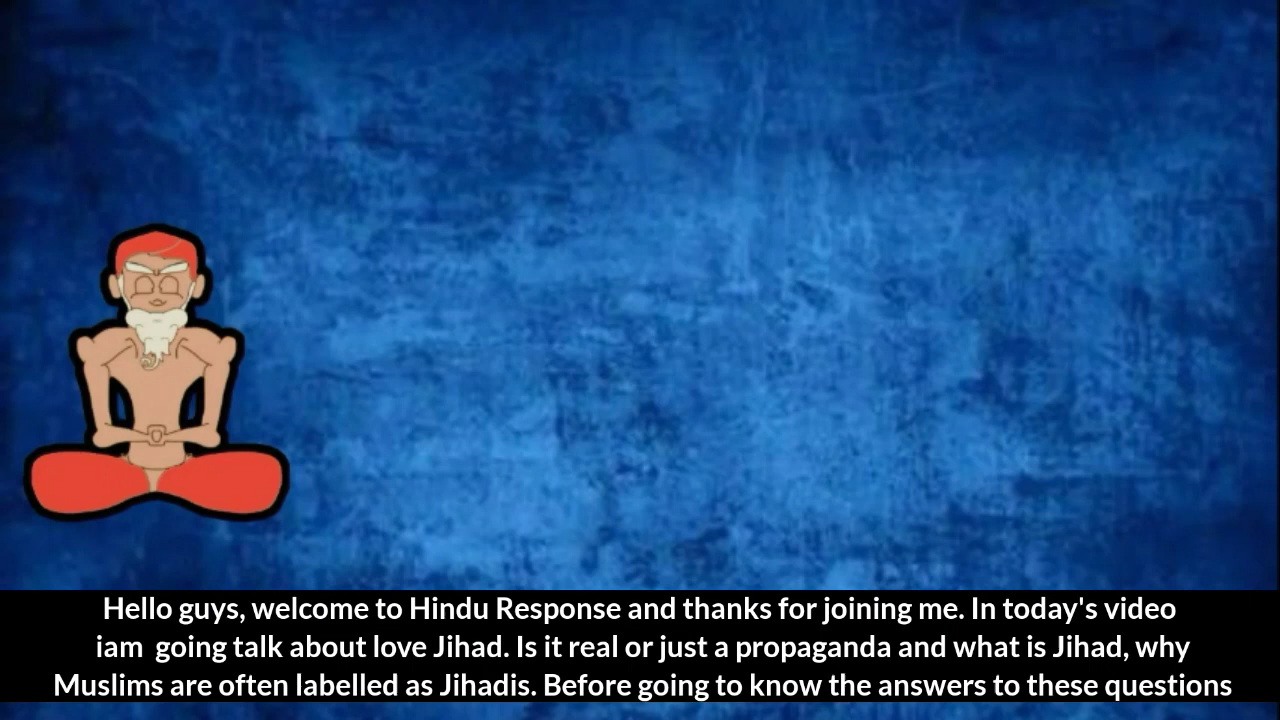 Hello guys, welcome to Hindu Response and thanks for joining me. In today's video
iam  going talk about love Jihad. Is it real or just a propaganda and what is Jihad, why
Muslims are often labelled as Jihadis. Before going to know the answers to these questions